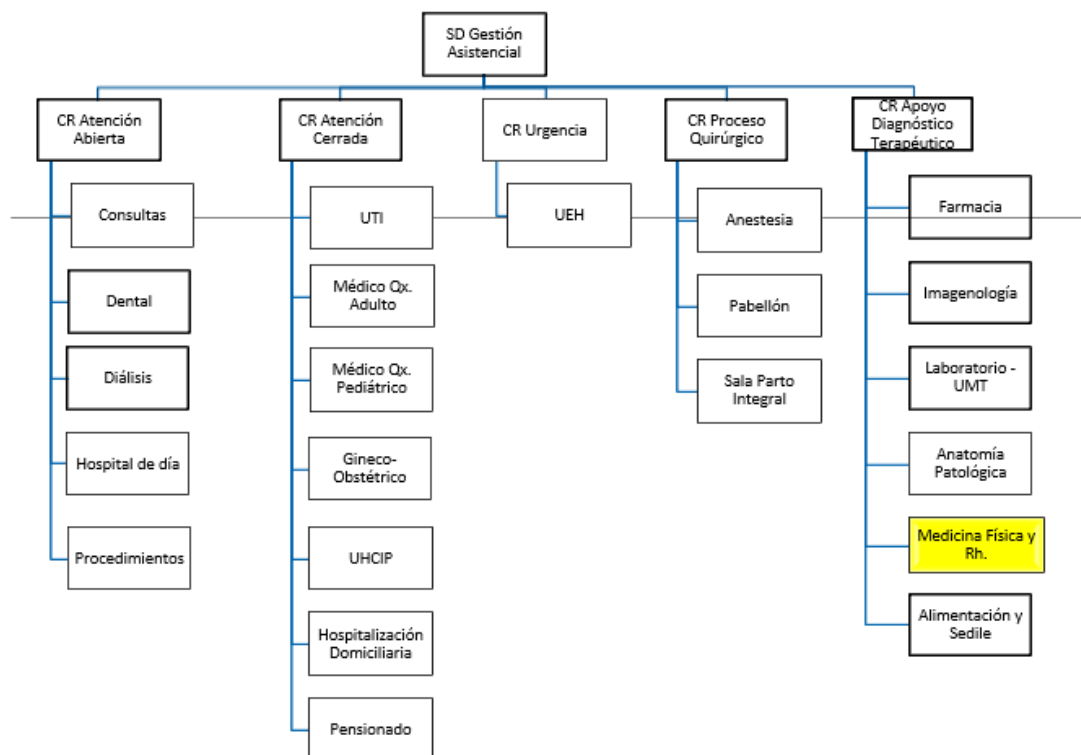 SD Gestión
Asistencial
CR Atención
Abierta
CR Atención
Cerrada
CR Urgencia
CR Proceso
Quirúrgico
CR Apoyo
Diagnóstico
Terapéutico
Consultas
Dental
Diálisis
Hospital de día
Procedimientos
UTI
Médico Qx.
Adulto
Médico Qx.
Pediátrico
Gineco-
Obstétrico
UHCIP
Hospitalización
Domiciliaria
Pensionado
UEH
Anestesia
Pabellón
Sala Parto
Integral
Farmacia
Imagenología
Laboratorio -
UMT
Anatomía
Patológica
Medicina Física y
Rh.
Alimentación y
Sedile